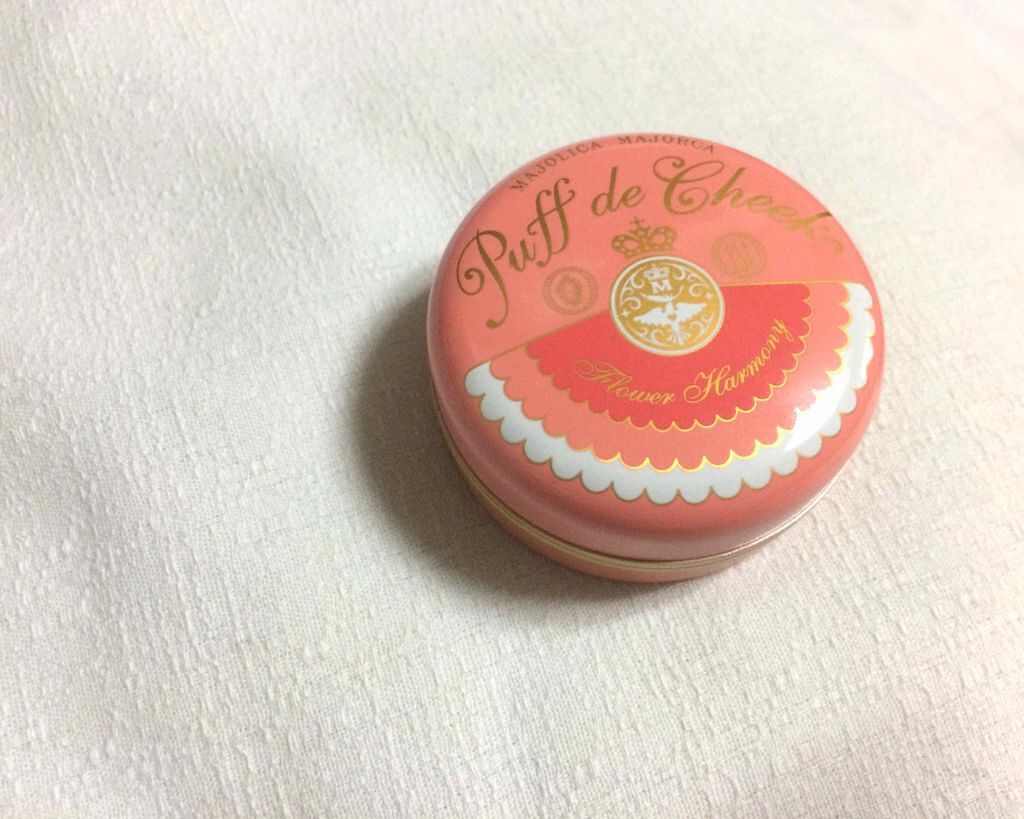 MAJOLICA MAJORCA
Puff de Cheek
M
Flower Harmony